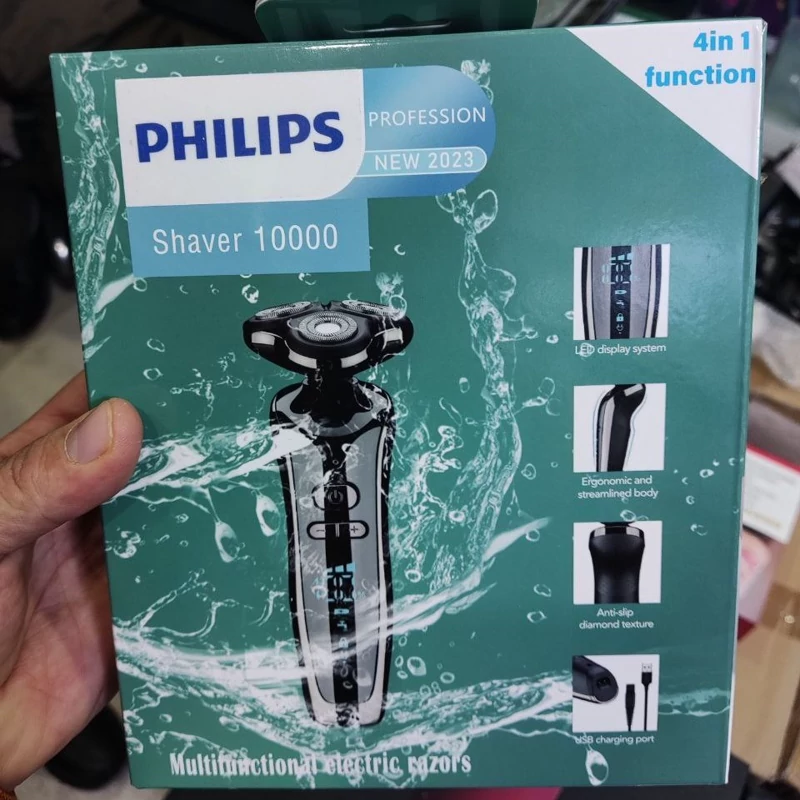 4in 1
function
PHILIPS
PROFESSION
NEW 2023
Shaver 10000
LED display system
Ergonomic and
streamlined body
Anti-slip
diamond texture
USB charging port
Multifunctional electric razors